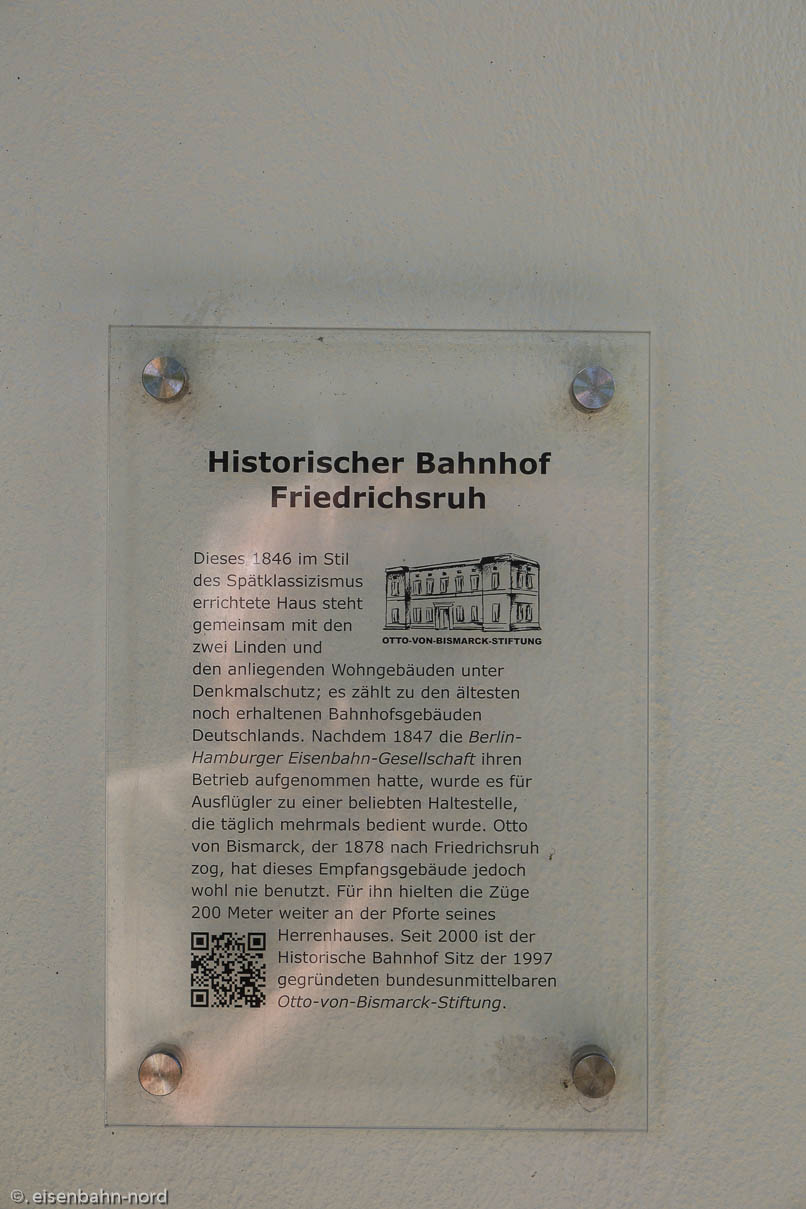 Historischer Bahnhof
Friedrichsruh
Dieses 1846 im Stil
des Spätklassizismus
errichtete Haus steht
gemeinsam mit den
zwei Linden und
OTTO-VON-BISMARCK-STIFTUNG
den anliegenden Wohngebäuden unter
Denkmalschutz; es zählt zu den ältesten
noch erhaltenen Bahnhofsgebäuden
Deutschlands. Nachdem 1847 die Berlin-
Hamburger Eisenbahn-Gesellschaft ihren
Betrieb aufgenommen hatte, wurde es für
Ausflügler zu einer beliebten Haltestelle,
die täglich mehrmals bedient wurde. Otto
von Bismarck, der 1878 nach Friedrichsruh
zog, hat dieses Empfangsgebäude jedoch
wohl nie benutzt. Für ihn hielten die Züge
200 Meter weiter an der Pforte seines
Herrenhauses. Seit 2000 ist der
Historische Bahnhof Sitz der 1997
gegründeten bundesunmittelbaren
Otto-von-Bismarck-Stiftung.
©. eisenbahn-nord